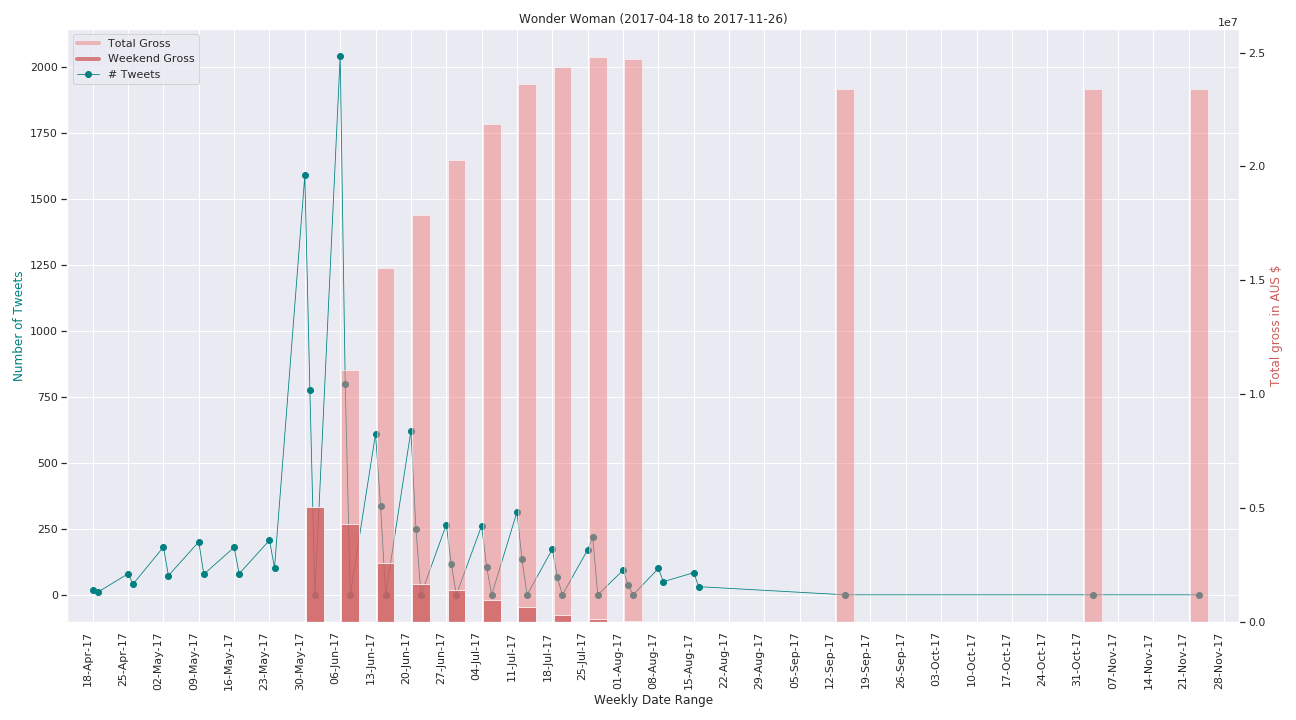 Wonder Woman (2017-04-18 to 2017-11-26)
1e7
Total Gross
Weekend Gross
# Tweets
2000
1750
1500
1250
1000
750
500
250
0
Number of Tweets
2.5
2.0
1.5
1.0
0.5
0.0
Total gross in AUS $
18-Apr-17
25-Apr-17
02-May-17
09-May-17
16-May-17
23-May-17
30-May-17
06-Jun-17
13-Jun-17
20-Jun-17
27-Jun-17
04-Jul-17
11-Jul-17
18-Jul-17
25-Jul-17
01-Aug-17
08-Aug-17
15-Aug-17
22-Aug-17
29-Aug-17
05-Sep-17
12-Sep-17
19-Sep-17
26-Sep-17
03-Oct-17
10-Oct-17
17-Oct-17
24-Oct-17
31-Oct-17
07-Nov-17
14-Nov-17
21-Nov-17
28-Nov-17
Weekly Date Range